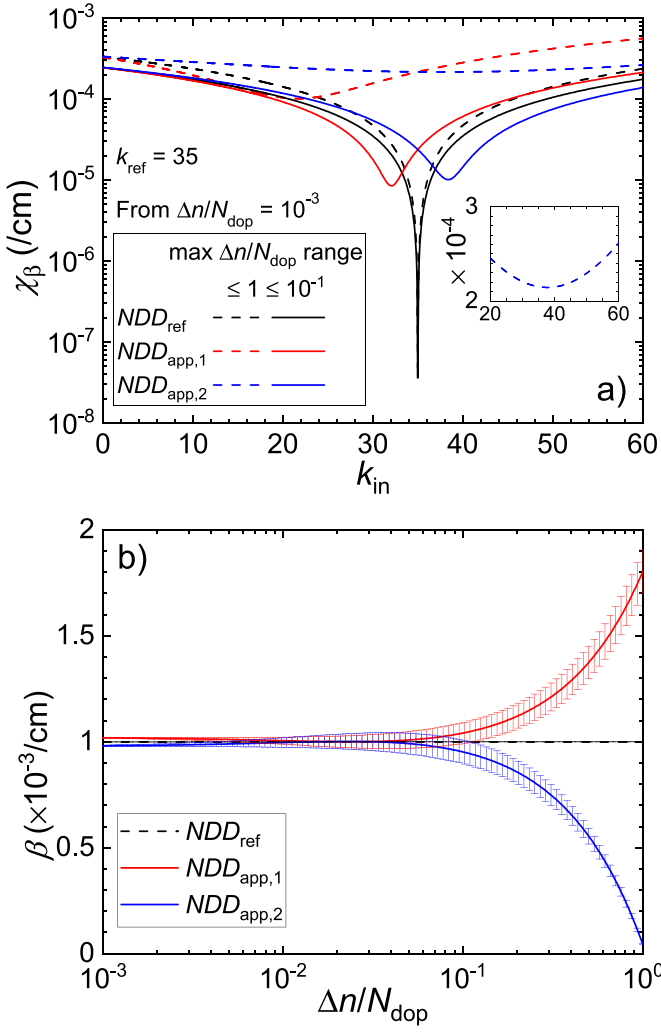 10⁻³
10⁻⁴
10⁻⁵
10⁻⁶
10⁻⁷
10⁻⁸
χβ (/cm)
k_ref = 35
From Δn/N_dop = 10⁻³
max Δn/N_dop range
≤ 1 ≤ 10⁻¹
NDD_ref
NDD_app,1
NDD_app,2
3
× 10⁻⁴
2
20 40 60
a)
0 10 20 30 40 50 60
k_in
b)
2
1.5
1
0.5
0
β (×10⁻³/cm)
NDD_ref
NDD_app,1
NDD_app,2
10⁻³ 10⁻² 10⁻¹ 10⁰
Δn/N_dop